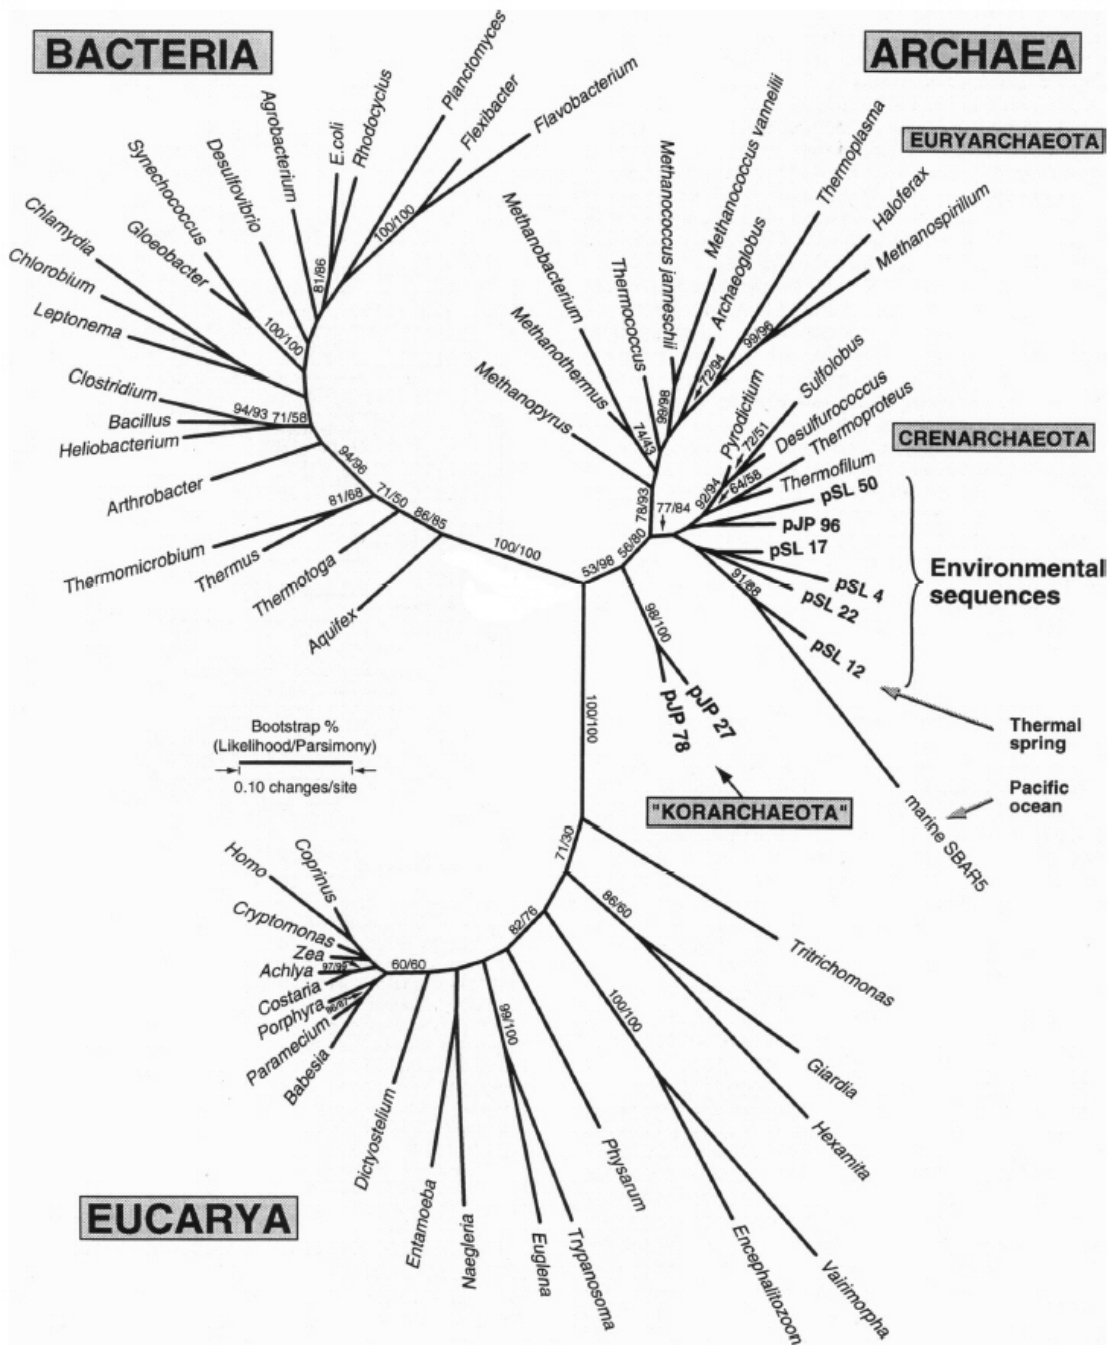 BACTERIA
ARCHAEA
EURYARCHAEOTA
CRENARCHAEOTA
Planctomyces
Flexibacter
Flavobacterium
Rhodocyclus
E.coli
Agrobacterium
Desulfovibrio
Synechococcus
Gloeobacter
Chlamydia
Chlorobium
Leptonema
Clostridium
Bacillus
Heliobacterium
Arthrobacter
Thermomicrobium
Thermus
Thermotoga
Aquifex
81/86
100/100
100/100
94/93
71/58
94/96
81/68
71/50
86/85
100/100
Methanopyrus
Methanothermus
Methanobacterium
Thermococcus
Methanococcus janneschii
Methanococcus vanneilii
Archaeoglobus
Thermoplasma
Haloferax
Methanospirillum
74/43
99/98
72/94
99/96
78/93
77/84
56/80
53/98
Pyrodictium
Sulfolobus
Desulfurococcus
Thermoproteus
Thermofilum
72/51
64/58
92/94
pSL 50
pJP 96
pSL 17
pSL 4
pSL 22
pSL 12
91/88
Environmental
sequences
98/100
pJP 27
pJP 78
"KORARCHAEOTA"
Thermal
spring
Pacific
ocean
marine SBAR5
100/100
Bootstrap %
(Likelihood/Parsimony)
0.10 changes/site
EUCARYA
71/30
86/60
82/76
100/100
99/100
60/60
97/99
Homo
Coprinus
Cryptomonas
Zea
Achlya
Costaria
Porphyra
Paramecium
Babesia
Dictyostelium
Entamoeba
Naegleria
Euglena
Trypanosoma
Physarum
Encephalitozoon
Vairimorpha
Hexamita
Giardia
Tritrichomonas